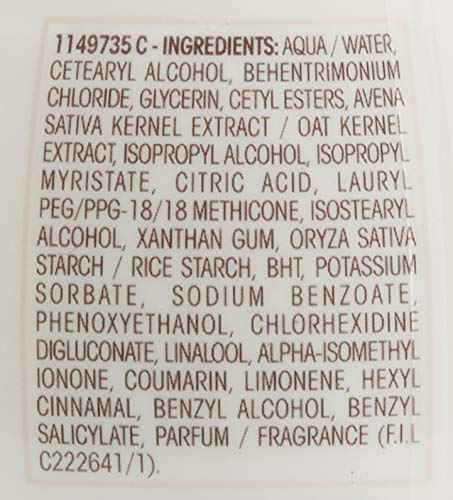 1149735 C - INGREDIENTS: AQUA / WATER,
CETEARYL ALCOHOL, BEHENTRIMONIUM
CHLORIDE, GLYCERIN, CETYL ESTERS, AVENA
SATIVA KERNEL EXTRACT / OAT KERNEL
EXTRACT, ISOPROPYL ALCOHOL, ISOPROPYL
MYRISTATE, CITRIC ACID, LAURYL
PEG/PPG-18/18 METHICONE, ISOSTEARYL
ALCOHOL, XANTHAN GUM, ORYZA SATIVA
STARCH / RICE STARCH, BHT, POTASSIUM
SORBATE, SODIUM BENZOATE,
PHENOXYETHANOL, CHLORHEXIDINE
DIGLUCONATE, LINALOOL, ALPHA-ISOMETHYL
IONONE, COUMARIN, LIMONENE, HEXYL
CINNAMAL, BENZYL ALCOHOL, BENZYL
SALICYLATE, PARFUM / FRAGRANCE (F.I.L
C222641/1).